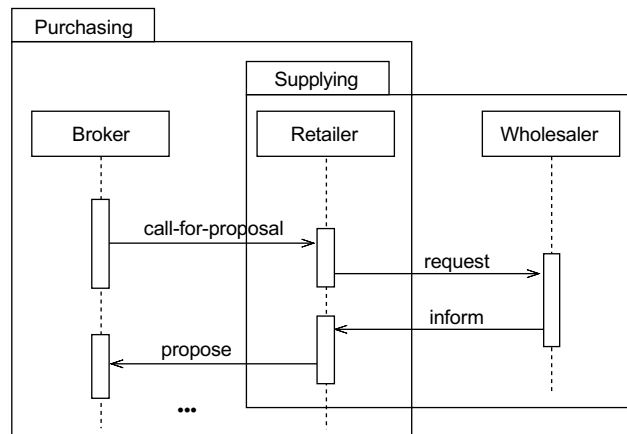 Purchasing
Supplying
Broker
Retailer
Wholesaler
call-for-proposal
request
inform
propose
...